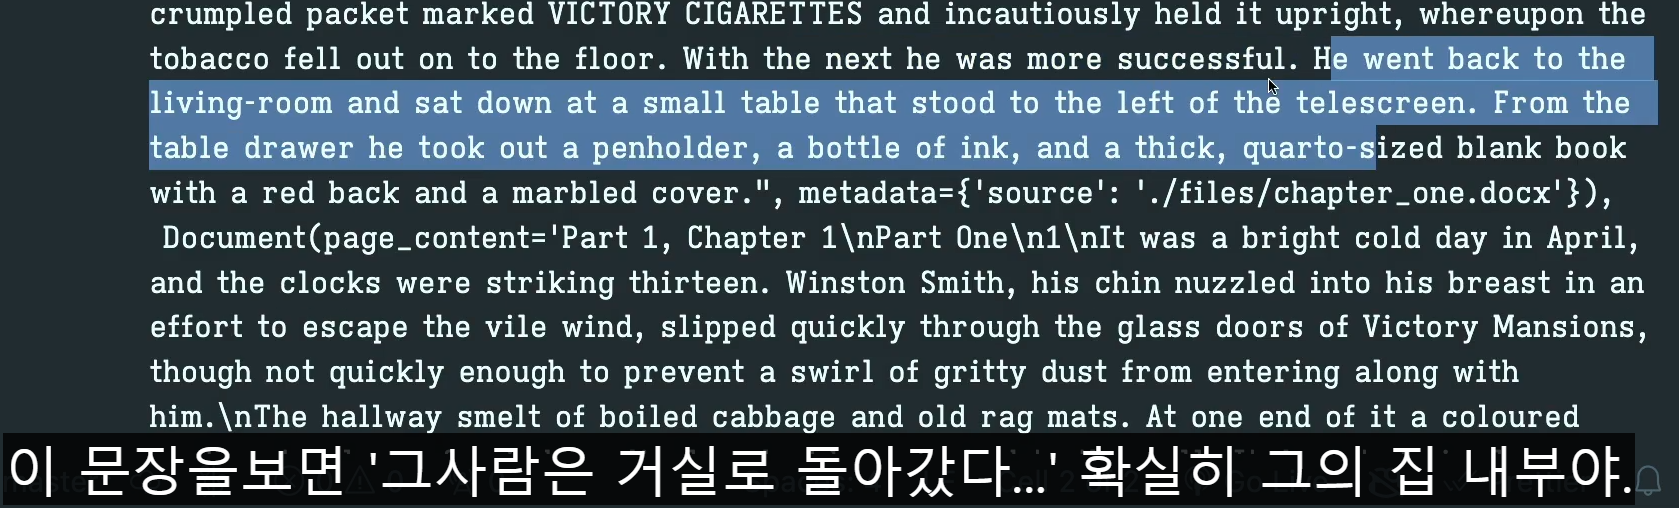 crumpled packet marked VICTORY CIGARETTES and incautiously held it upright, whereupon the
tobacco fell out on to the floor. With the next he was more successful. He went back to the
living-room and sat down at a small table that stood to the left of the telescreen. From the
table drawer he took out a penholder, a bottle of ink, and a thick, quarto-sized blank book
with a red back and a marbled cover.", metadata={'source': './files/chapter_one.docx'}),
Document(page_content='Part 1, Chapter 1\nPart One\n1\nIt was a bright cold day in April,
and the clocks were striking thirteen. Winston Smith, his chin nuzzled into his breast in an
effort to escape the vile wind, slipped quickly through the glass doors of Victory Mansions,
though not quickly enough to prevent a swirl of gritty dust from entering along with
him.\nThe hallway smelt of boiled cabbage and old rag mats. At one end of it a coloured
이 문장을보면 '그사람은 거실로 돌아갔다...' 확실히 그의 집 내부야.